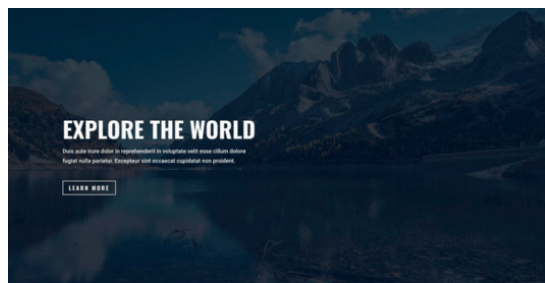 EXPLORE THE WORLD
Duis aute irure dolor in reprehenderit in voluptate velit esse cillum dolore
fugiat nulla pariatur. Excepteur sint occaecat cupidatat non proident.
LEARN MORE